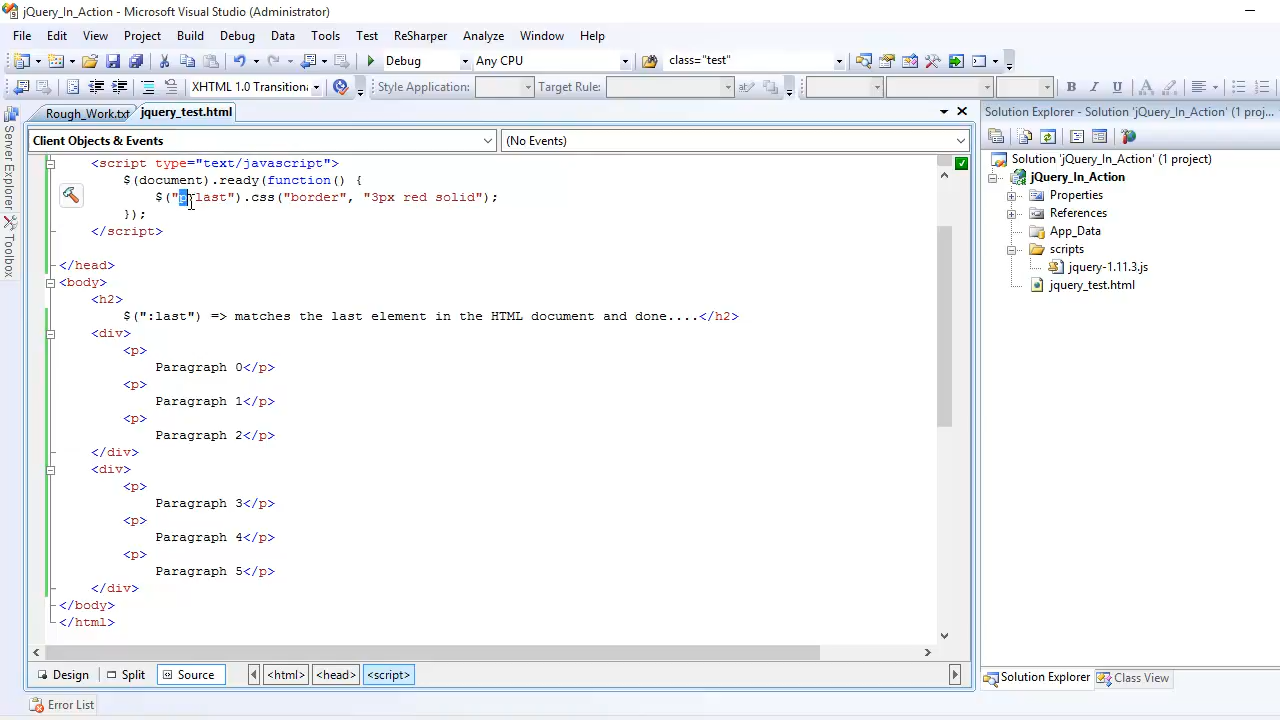 jQuery_In_Action - Microsoft Visual Studio (Administrator)
File Edit View Project Build Debug Data Tools Test ReSharper Analyze Window Help
Debug Any CPU class="test"
XHTML 1.0 Transition Style Application: Target Rule: B I U A
Rough_Work.txt jquery_test.html
Client Objects & Events (No Events)
<script type="text/javascript">
$(document).ready(function() {
:last").css("border", "3px red solid");
});
</script>
</head>
<body>
<h2>
$(":last") => matches the last element in the HTML document and done....</h2>
<div>
<p>
Paragraph 0</p>
<p>
Paragraph 1</p>
<p>
Paragraph 2</p>
</div>
<div>
<p>
Paragraph 3</p>
<p>
Paragraph 4</p>
<p>
Paragraph 5</p>
</div>
</body>
</html>
Design Split Source <html> <head> <script>
Error List
Server Explorer
Toolbox
Solution Explorer - Solution 'jQuery_In_Action' (1 proj...
Solution 'jQuery_In_Action' (1 project)
jQuery_In_Action
Properties
References
App_Data
scripts
jquery-1.11.3.js
jquery_test.html
Solution Explorer Class View